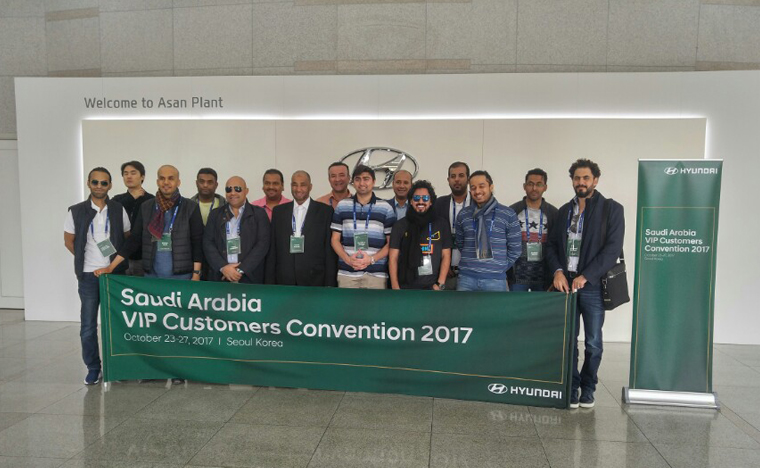 Welcome to Asan Plant
HYUNDAI
Saudi Arabia
VIP Customers
Convention 2017
Saudi Arabia
VIP Customers Convention 2017
October 23-27, 2017 | Seoul Korea
HYUNDAI